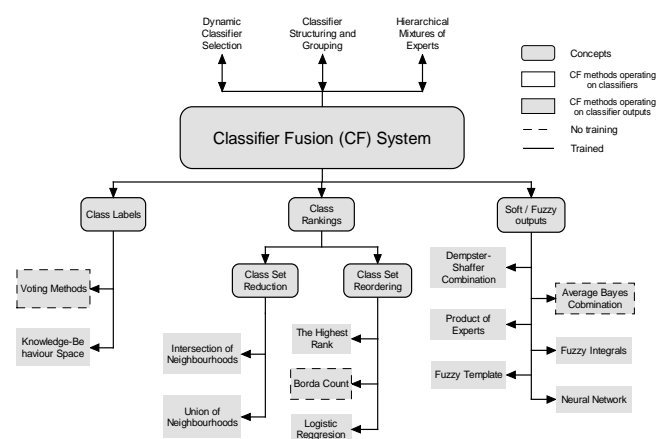 Dynamic
Classifier
Selection
Classifier
Structuring and
Grouping
Hierarchical
Mixtures of
Experts
Concepts
CF methods operating
on classifiers
CF methods operating
on classifier outputs
No training
Trained
Classifier Fusion (CF) System
Class Labels
Class
Rankings
Soft / Fuzzy
outputs
Voting Methods
Knowledge-Be
haviour Space
Class Set
Reduction
Class Set
Reordering
Intersection of
Neighbourhoods
Union of
Neighbourhoods
The Highest
Rank
Borda Count
Logistic
Reggresion
Dempster-
Shaffer
Combination
Average Bayes
Cobmination
Product of
Experts
Fuzzy Integrals
Fuzzy Template
Neural Network